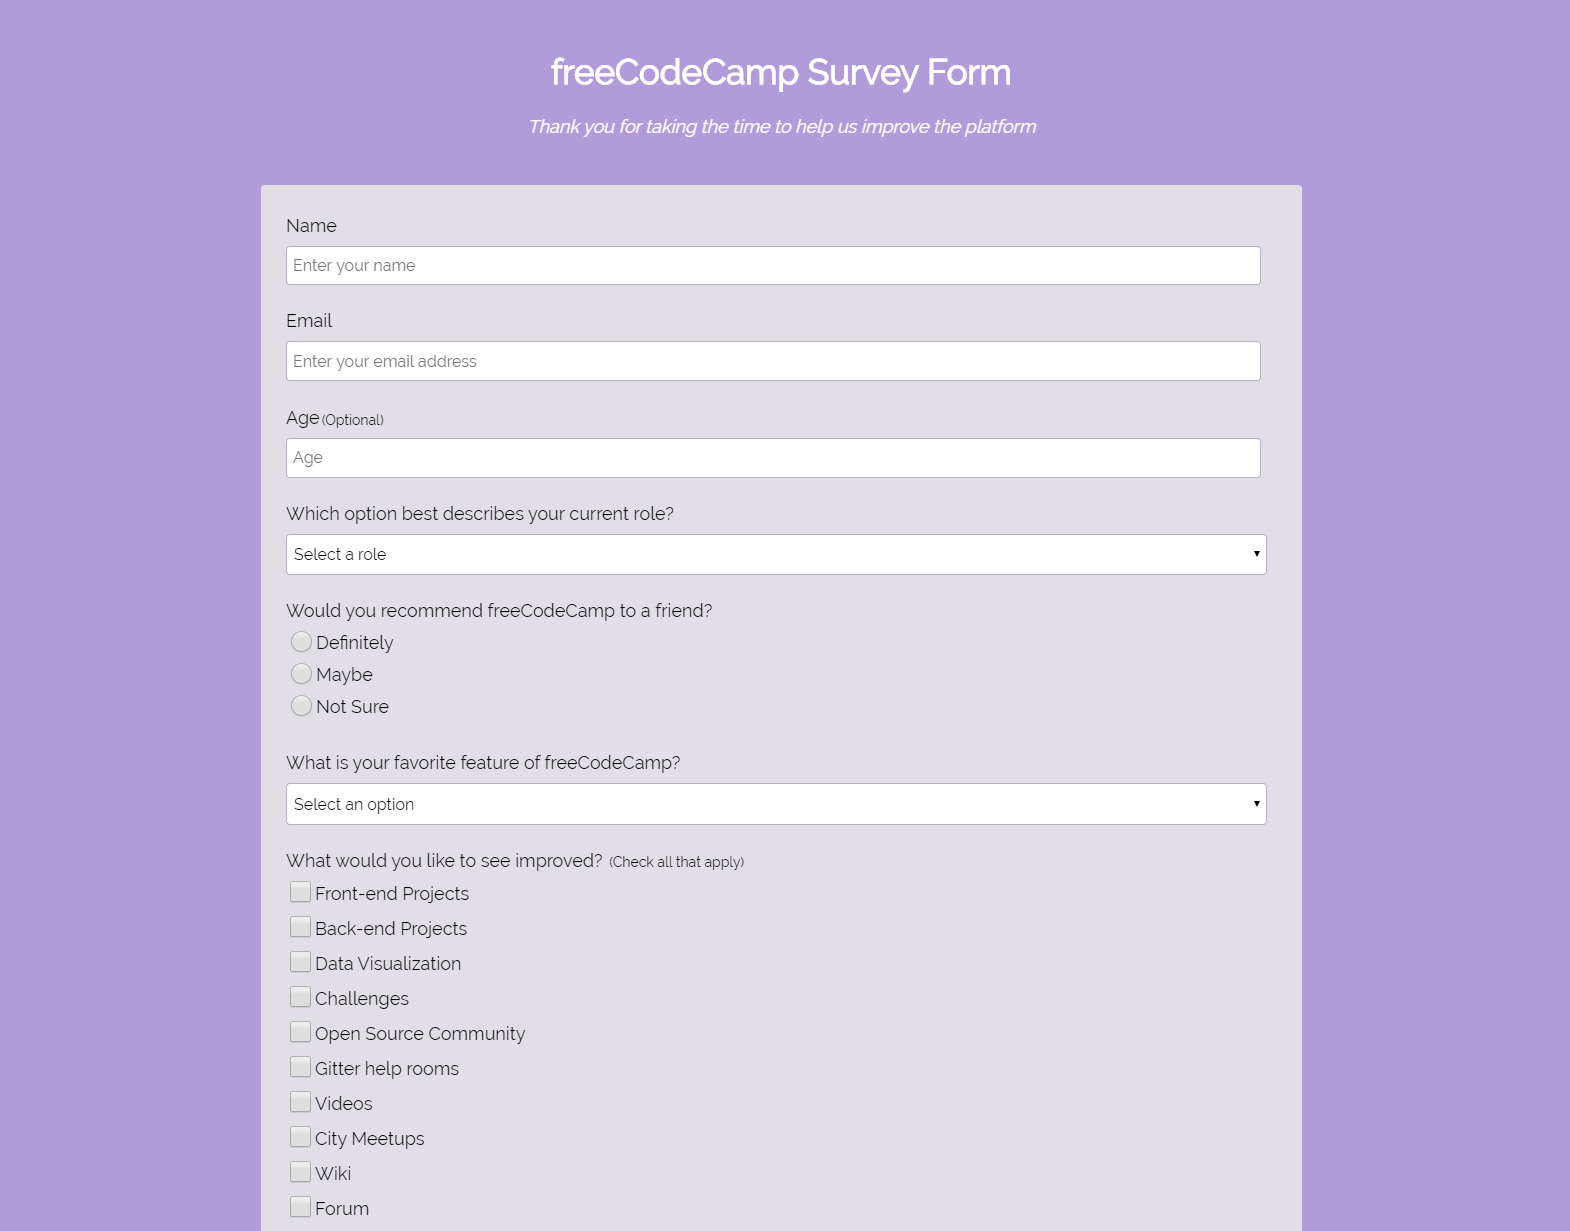 freeCodeCamp Survey Form
Thank you for taking the time to help us improve the platform
Name
Enter your name
Email
Enter your email address
Age (Optional)
Age
Which option best describes your current role?
Select a role
Would you recommend freeCodeCamp to a friend?
Definitely
Maybe
Not Sure
What is your favorite feature of freeCodeCamp?
Select an option
What would you like to see improved? (Check all that apply)
Front-end Projects
Back-end Projects
Data Visualization
Challenges
Open Source Community
Gitter help rooms
Videos
City Meetups
Wiki
Forum